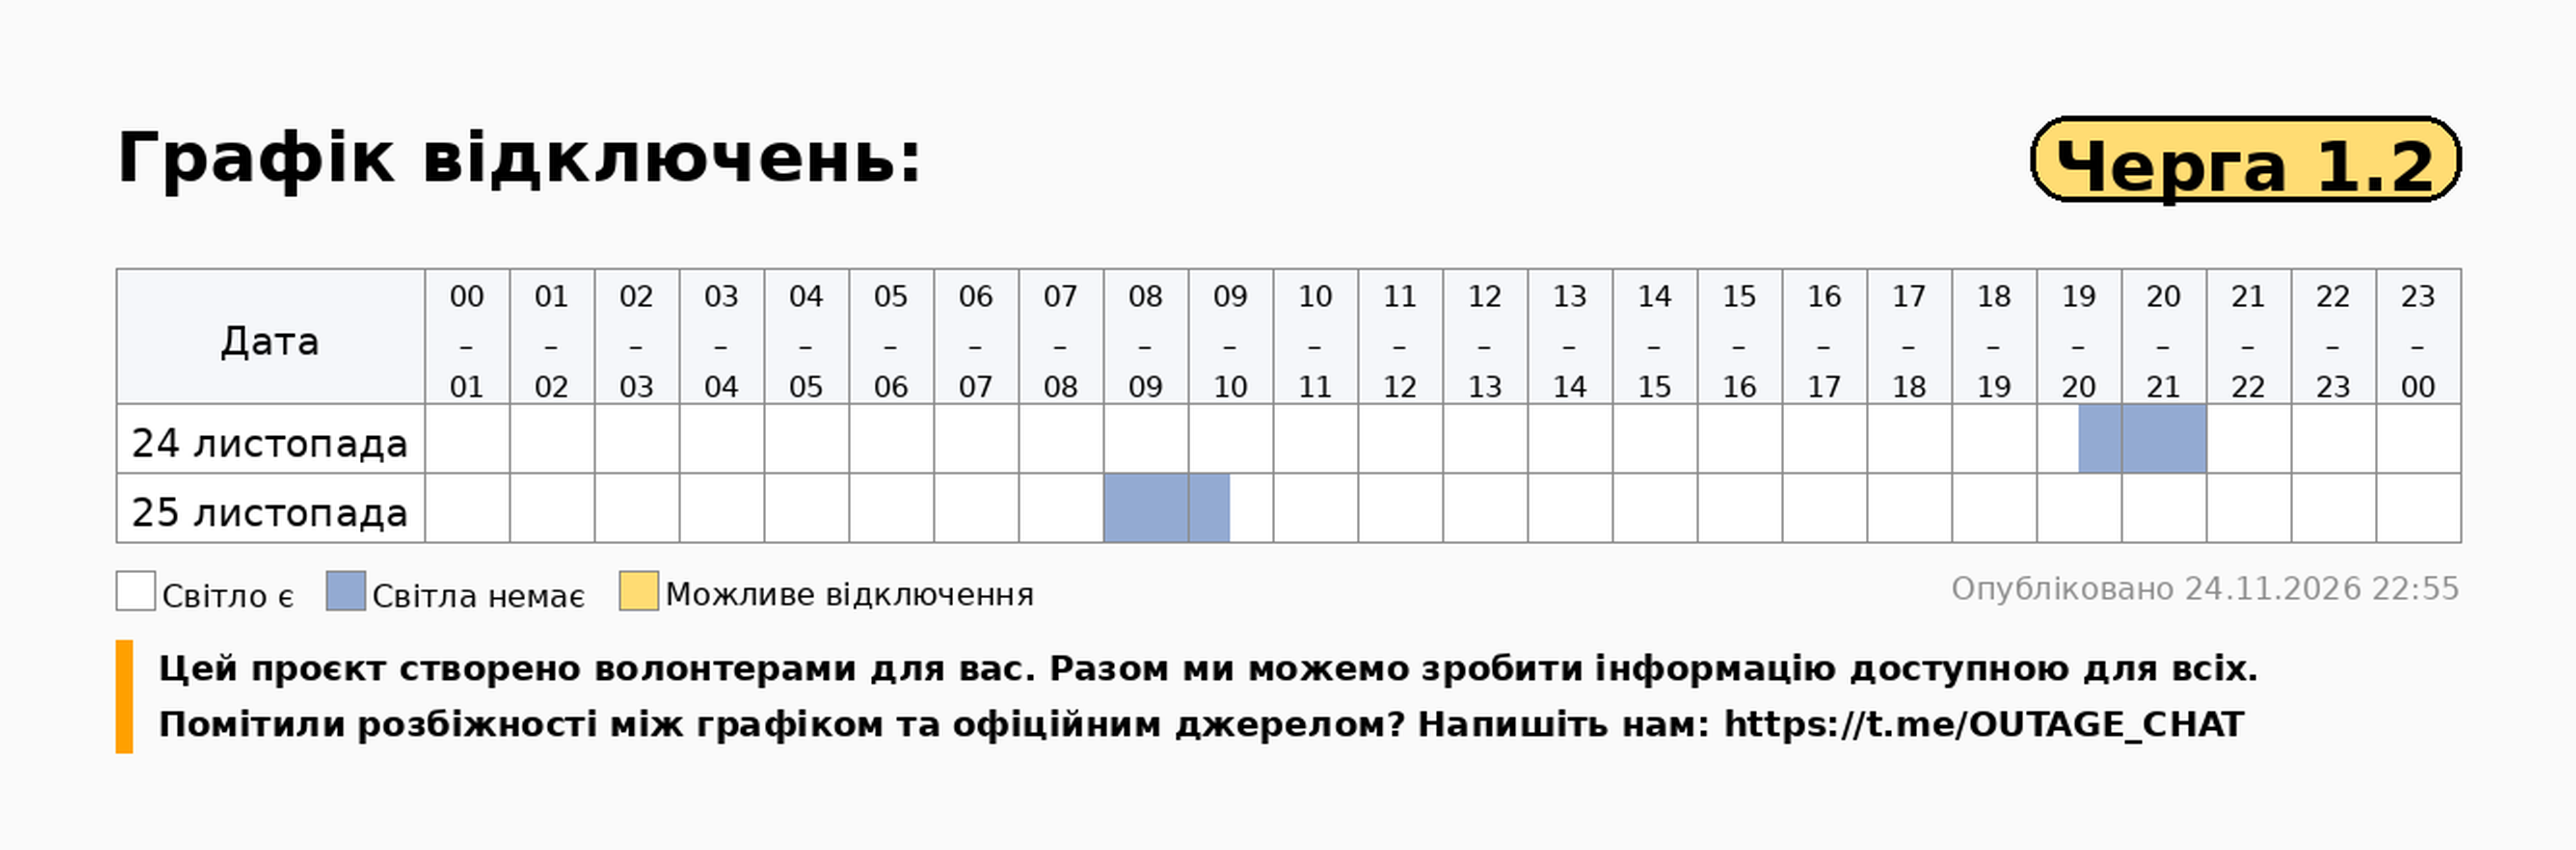 Графік відключень:
Черга 1.2
Дата
00 – 01
01 – 02
02 – 03
03 – 04
04 – 05
05 – 06
06 – 07
07 – 08
08 – 09
09 – 10
10 – 11
11 – 12
12 – 13
13 – 14
14 – 15
15 – 16
16 – 17
17 – 18
18 – 19
19 – 20
20 – 21
21 – 22
22 – 23
23 – 00
24 листопада
25 листопада
Світло є
Світла немає
Можливе відключення
Опубліковано 24.11.2026 22:55
Цей проєкт створено волонтерами для вас. Разом ми можемо зробити інформацію доступною для всіх.
Помітили розбіжності між графіком та офіційним джерелом? Напишіть нам: https://t.me/OUTAGE_CHAT